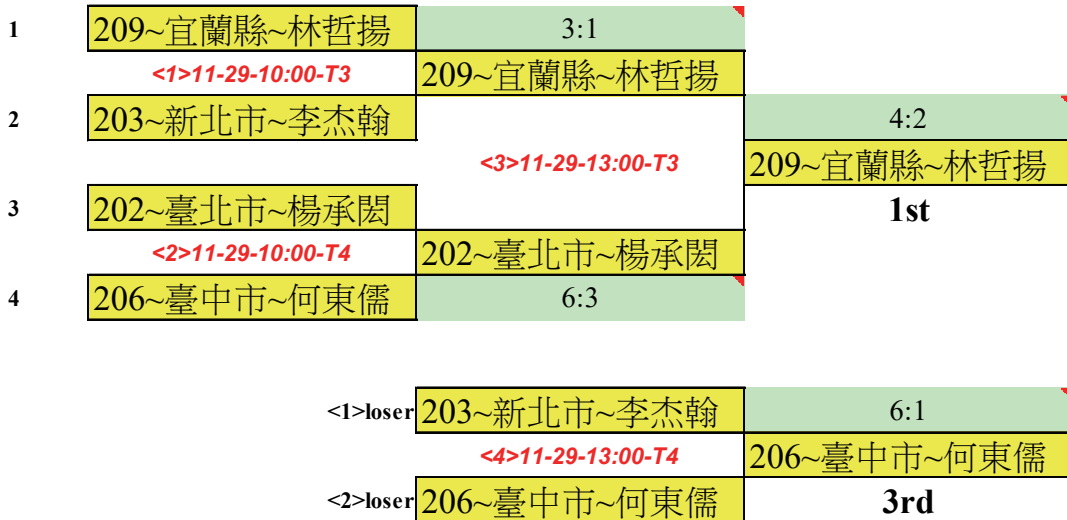 1 209~宜蘭縣~林哲揚 3:1
<1>11-29-10:00-T3 209~宜蘭縣~林哲揚
2 203~新北市~李杰翰 4:2
<3>11-29-13:00-T3 209~宜蘭縣~林哲揚
3 202~臺北市~楊承閎 1st
<2>11-29-10:00-T4 202~臺北市~楊承閎
4 206~臺中市~何東儒 6:3
<1>loser 203~新北市~李杰翰 6:1
<4>11-29-13:00-T4 206~臺中市~何東儒
<2>loser 206~臺中市~何東儒 3rd